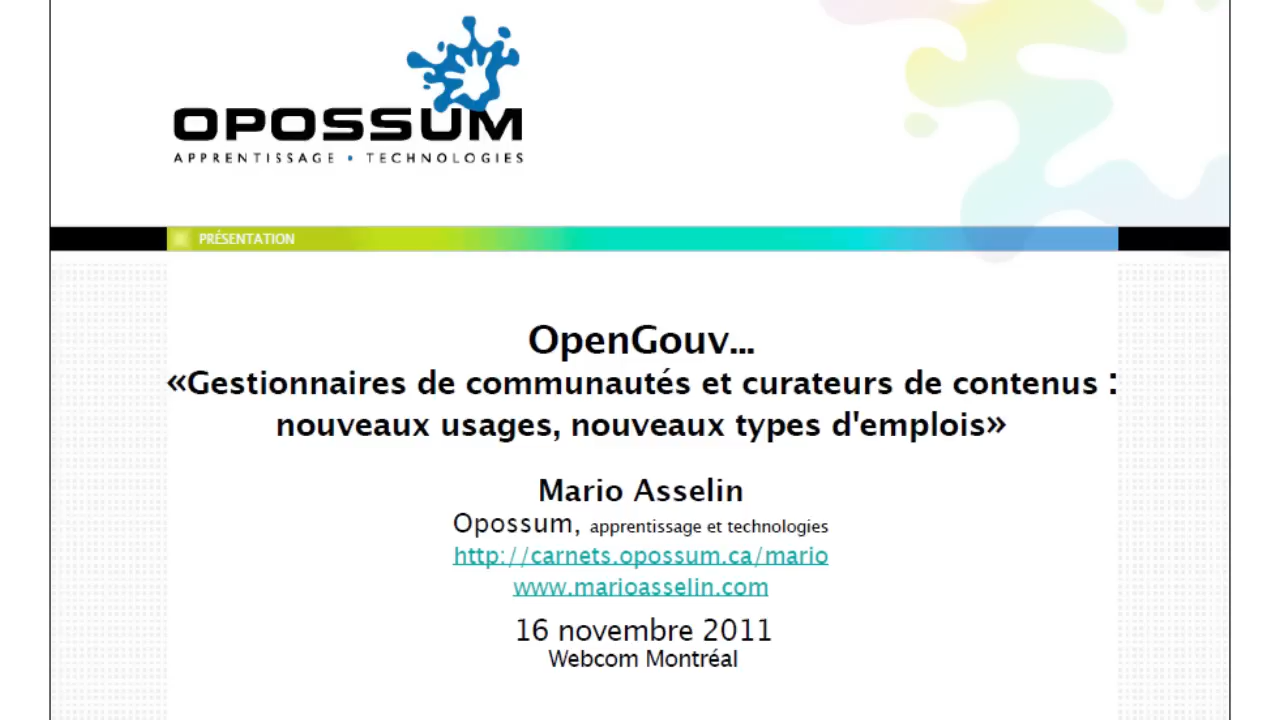 OPOSSUM
APPRENTISSAGE • TECHNOLOGIES
PRÉSENTATION
OpenGouv...
«Gestionnaires de communautés et curateurs de contenus :
nouveaux usages, nouveaux types d'emplois»
Mario Asselin
Opossum, apprentissage et technologies
http://carnets.opossum.ca/mario
www.marioasselin.com
16 novembre 2011
Webcom Montréal